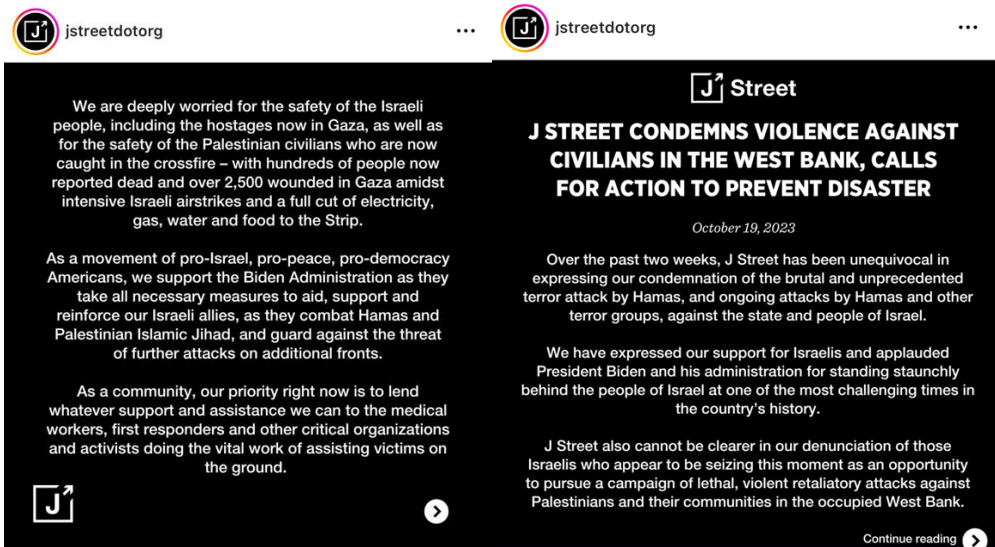 jstreetdotorg
We are deeply worried for the safety of the Israeli
people, including the hostages now in Gaza, as well as
for the safety of the Palestinian civilians who are now
caught in the crossfire – with hundreds of people now
reported dead and over 2,500 wounded in Gaza amidst
intensive Israeli airstrikes and a full cut of electricity,
gas, water and food to the Strip.
As a movement of pro-Israel, pro-peace, pro-democracy
Americans, we support the Biden Administration as they
take all necessary measures to aid, support and
reinforce our Israeli allies, as they combat Hamas and
Palestinian Islamic Jihad, and guard against the threat
of further attacks on additional fronts.
As a community, our priority right now is to lend
whatever support and assistance we can to the medical
workers, first responders and other critical organizations
and activists doing the vital work of assisting victims on
the ground.
J
jstreetdotorg
J Street
J STREET CONDEMNS VIOLENCE AGAINST
CIVILIANS IN THE WEST BANK, CALLS
FOR ACTION TO PREVENT DISASTER
October 19, 2023
Over the past two weeks, J Street has been unequivocal in
expressing our condemnation of the brutal and unprecedented
terror attack by Hamas, and ongoing attacks by Hamas and other
terror groups, against the state and people of Israel.
We have expressed our support for Israelis and applauded
President Biden and his administration for standing staunchly
behind the people of Israel at one of the most challenging times in
the country's history.
J Street also cannot be clearer in our denunciation of those
Israelis who appear to be seizing this moment as an opportunity
to pursue a campaign of lethal, violent retaliatory attacks against
Palestinians and their communities in the occupied West Bank.
Continue reading